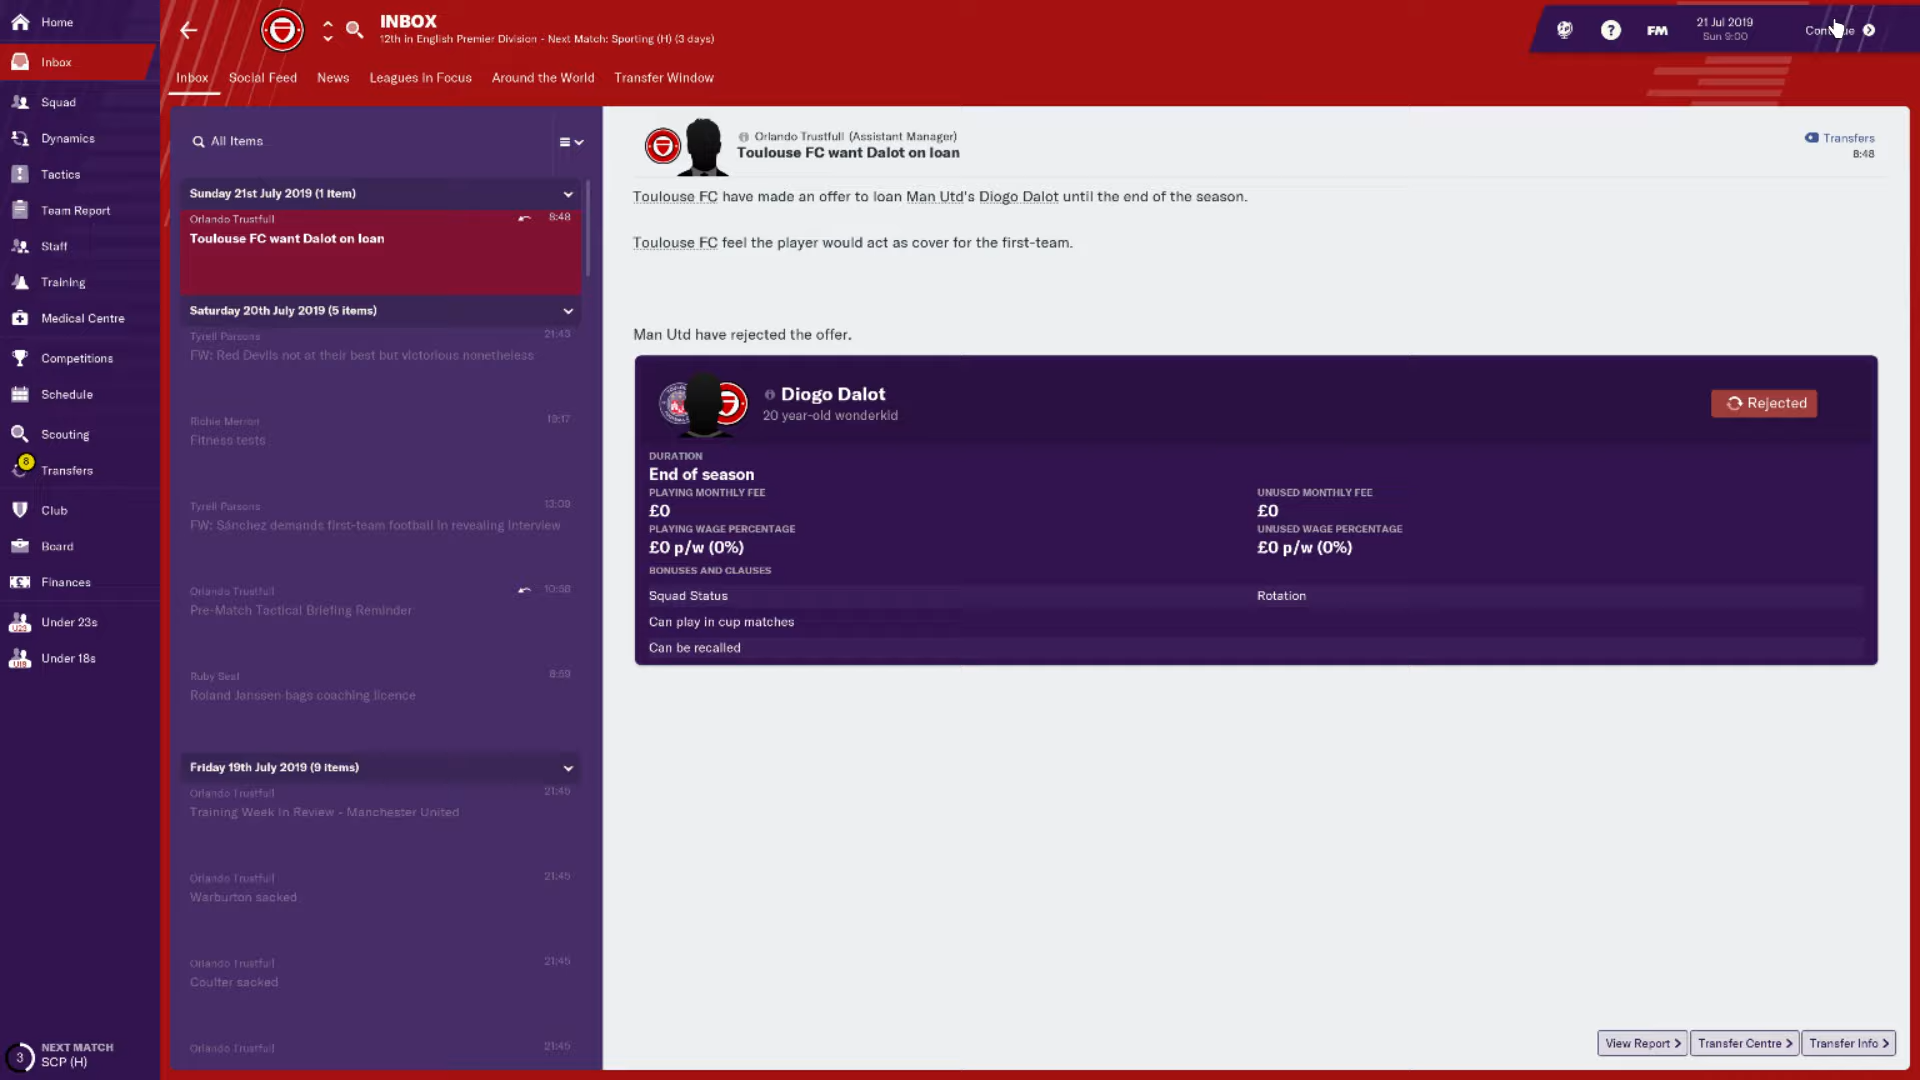 Home
Inbox
Squad
Dynamics
Tactics
Team Report
Staff
Training
Medical Centre
Competitions
Schedule
Scouting
Transfers
Club
Board
Finances
Under 23s
Under 18s
3
NEXT MATCH
SCP (H)
INBOX
12th in English Premier Division - Next Match: Sporting (H) (3 days)
FM
21 Jul 2019
Sun 9:00
Inbox
Social Feed
News
Leagues in Focus
Around the World
Transfer Window
All Items
Sunday 21st July 2019 (1 Item)
Orlando Trustfull
8:48
Toulouse FC want Dalot on loan
Saturday 20th July 2019 (5 items)
Tyrell Parsons
21:43
FW: Red Devils not at their best but victorious nonetheless
Richie Merron
19:17
Fitness tests
Tyrell Parsons
13:09
FW: Sánchez demands first-team football in revealing interview
Orlando Trustfull
10:58
Pre-Match Tactical Briefing Reminder
Ruby Seal
8:59
Roland Janssen bags coaching licence
Friday 19th July 2019 (9 items)
Orlando Trustfull
21:45
Training Week In Review - Manchester United
Orlando Trustfull
21:45
Warburton sacked
Orlando Trustfull
21:45
Coulter sacked
Orlando Trustfull
21:45
Orlando Trustfull (Assistant Manager)
Toulouse FC want Dalot on loan
Transfers
8:48
Toulouse FC have made an offer to loan Man Utd's Diogo Dalot until the end of the season.
Toulouse FC feel the player would act as cover for the first-team.
Man Utd have rejected the offer.
Diogo Dalot
20 year-old wonderkid
Rejected
DURATION
End of season
PLAYING MONTHLY FEE
£0
UNUSED MONTHLY FEE
£0
PLAYING WAGE PERCENTAGE
£0 p/w (0%)
UNUSED WAGE PERCENTAGE
£0 p/w (0%)
BONUSES AND CLAUSES
Squad Status
Rotation
Can play in cup matches
Can be recalled
View Report
Transfer Centre
Transfer Info